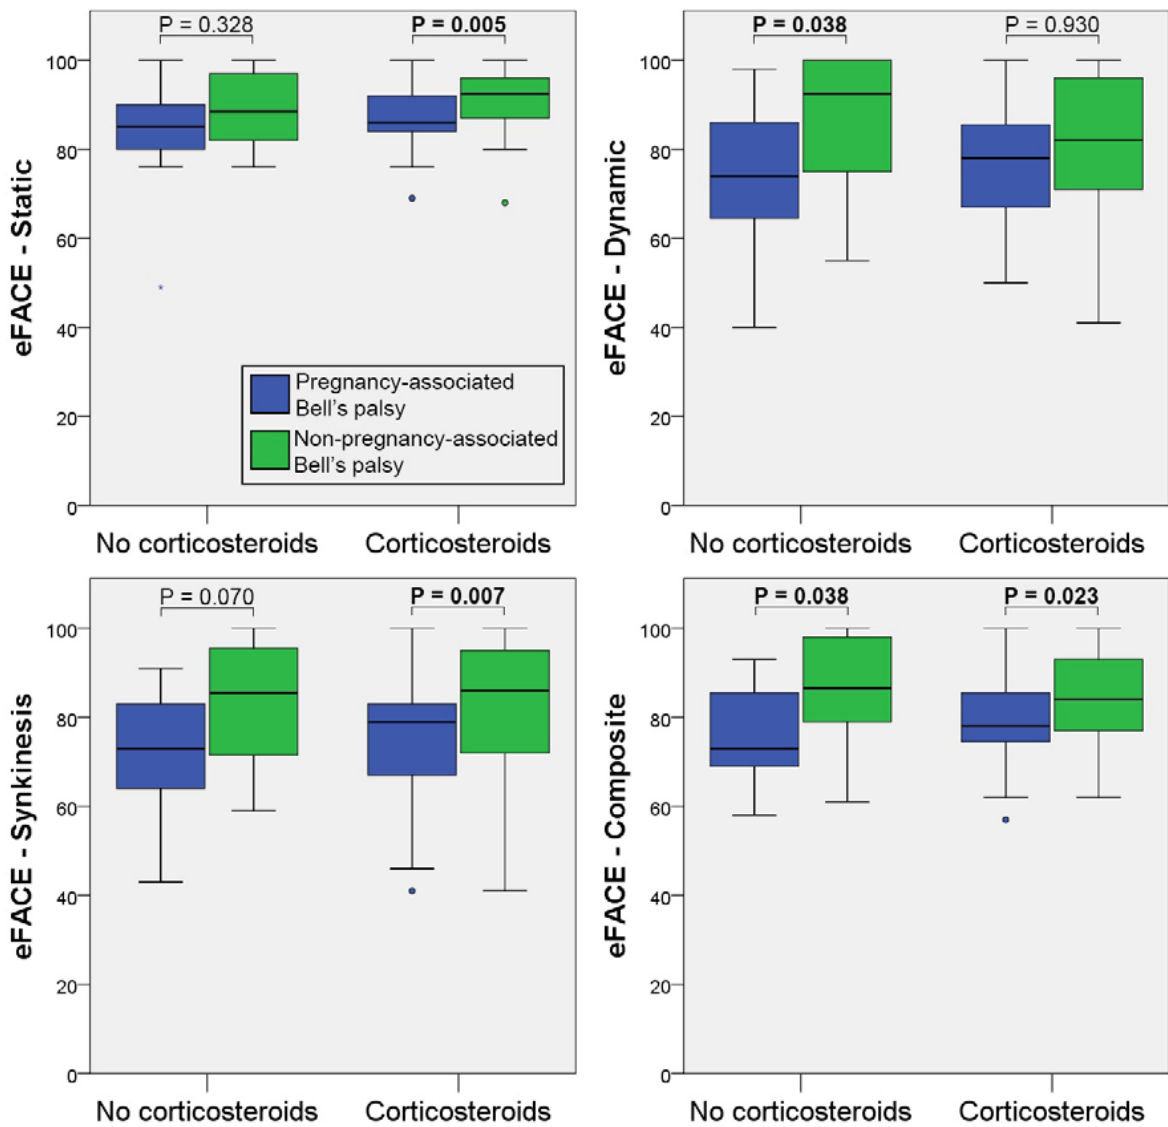 P = 0.328
P = 0.005
100
80
60
40
20
0
eFACE - Static
Pregnancy-associated
Bell's palsy
Non-pregnancy-associated
Bell's palsy
No corticosteroids
Corticosteroids
P = 0.038
P = 0.930
100
80
60
40
20
0
eFACE - Dynamic
No corticosteroids
Corticosteroids
P = 0.070
P = 0.007
100
80
60
40
20
0
eFACE - Synkinesis
No corticosteroids
Corticosteroids
P = 0.038
P = 0.023
100
80
60
40
20
0
eFACE - Composite
No corticosteroids
Corticosteroids